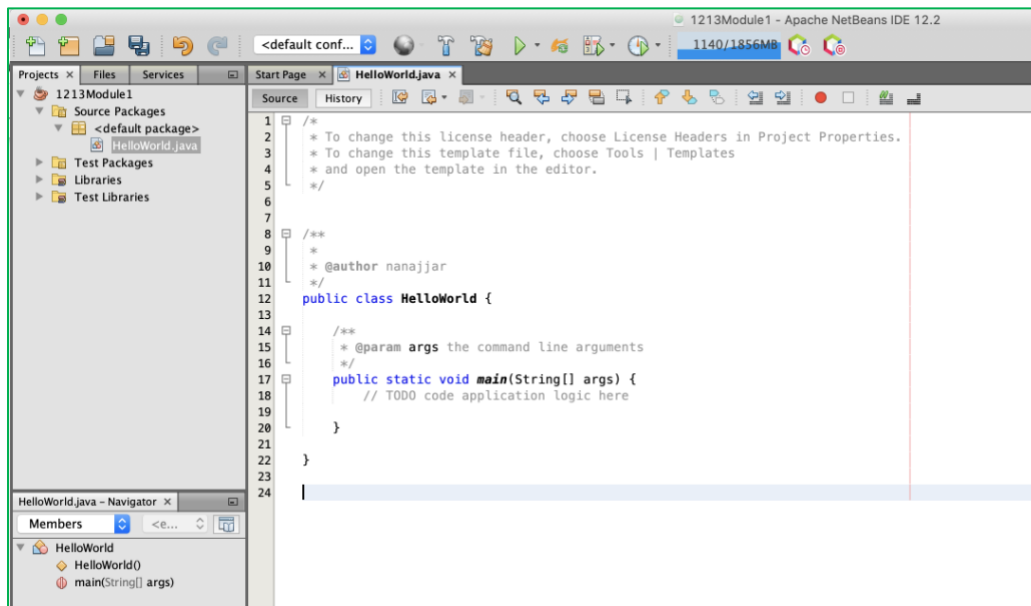 1213Module1 - Apache NetBeans IDE 12.2
<default conf...
1140/1856MB
Projects
Files
Services
1213Module1
Source Packages
<default package>
HelloWorld.java
Test Packages
Libraries
Test Libraries
Start Page
HelloWorld.java
Source
History
1 /*
2 * To change this license header, choose License Headers in Project Properties.
3 * To change this template file, choose Tools | Templates
4 * and open the template in the editor.
5 */
6
7
8 /**
9 *
10 * @author nanajjar
11 */
12 public class HelloWorld {
13
14 /**
15 * @param args the command line arguments
16 */
17 public static void main(String[] args) {
18 // TODO code application logic here
19
20 }
21
22 }
23
24
HelloWorld.java - Navigator
Members
<e...
HelloWorld
HelloWorld()
main(String[] args)